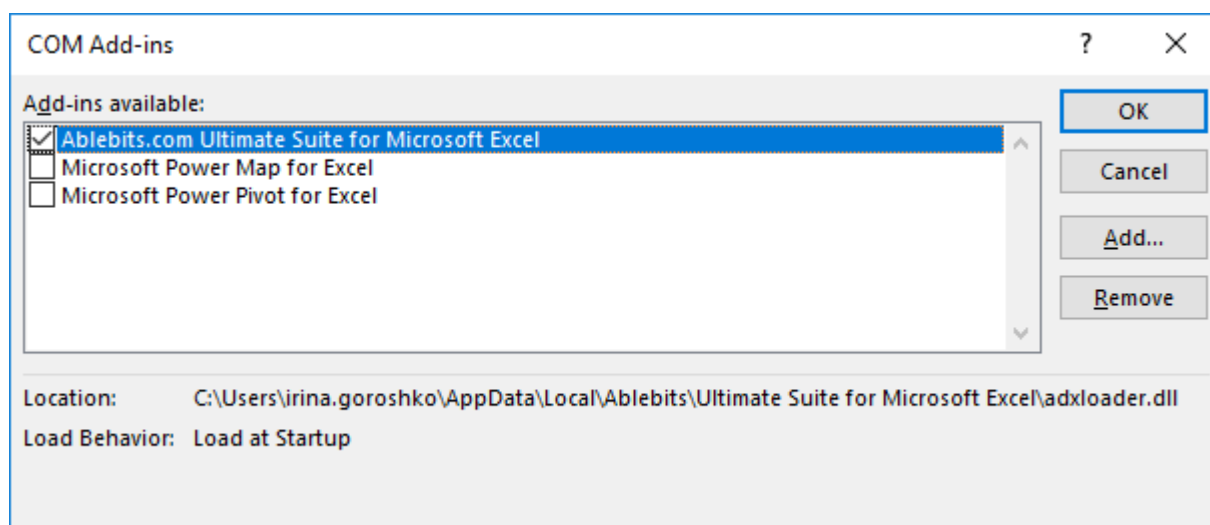 COM Add-ins
?
Add-ins available:
Ablebits.com Ultimate Suite for Microsoft Excel
Microsoft Power Map for Excel
Microsoft Power Pivot for Excel
OK
Cancel
Add...
Remove
Location: C:\Users\irina.goroshko\AppData\Local\Ablebits\Ultimate Suite for Microsoft Excel\adxloader.dll
Load Behavior: Load at Startup